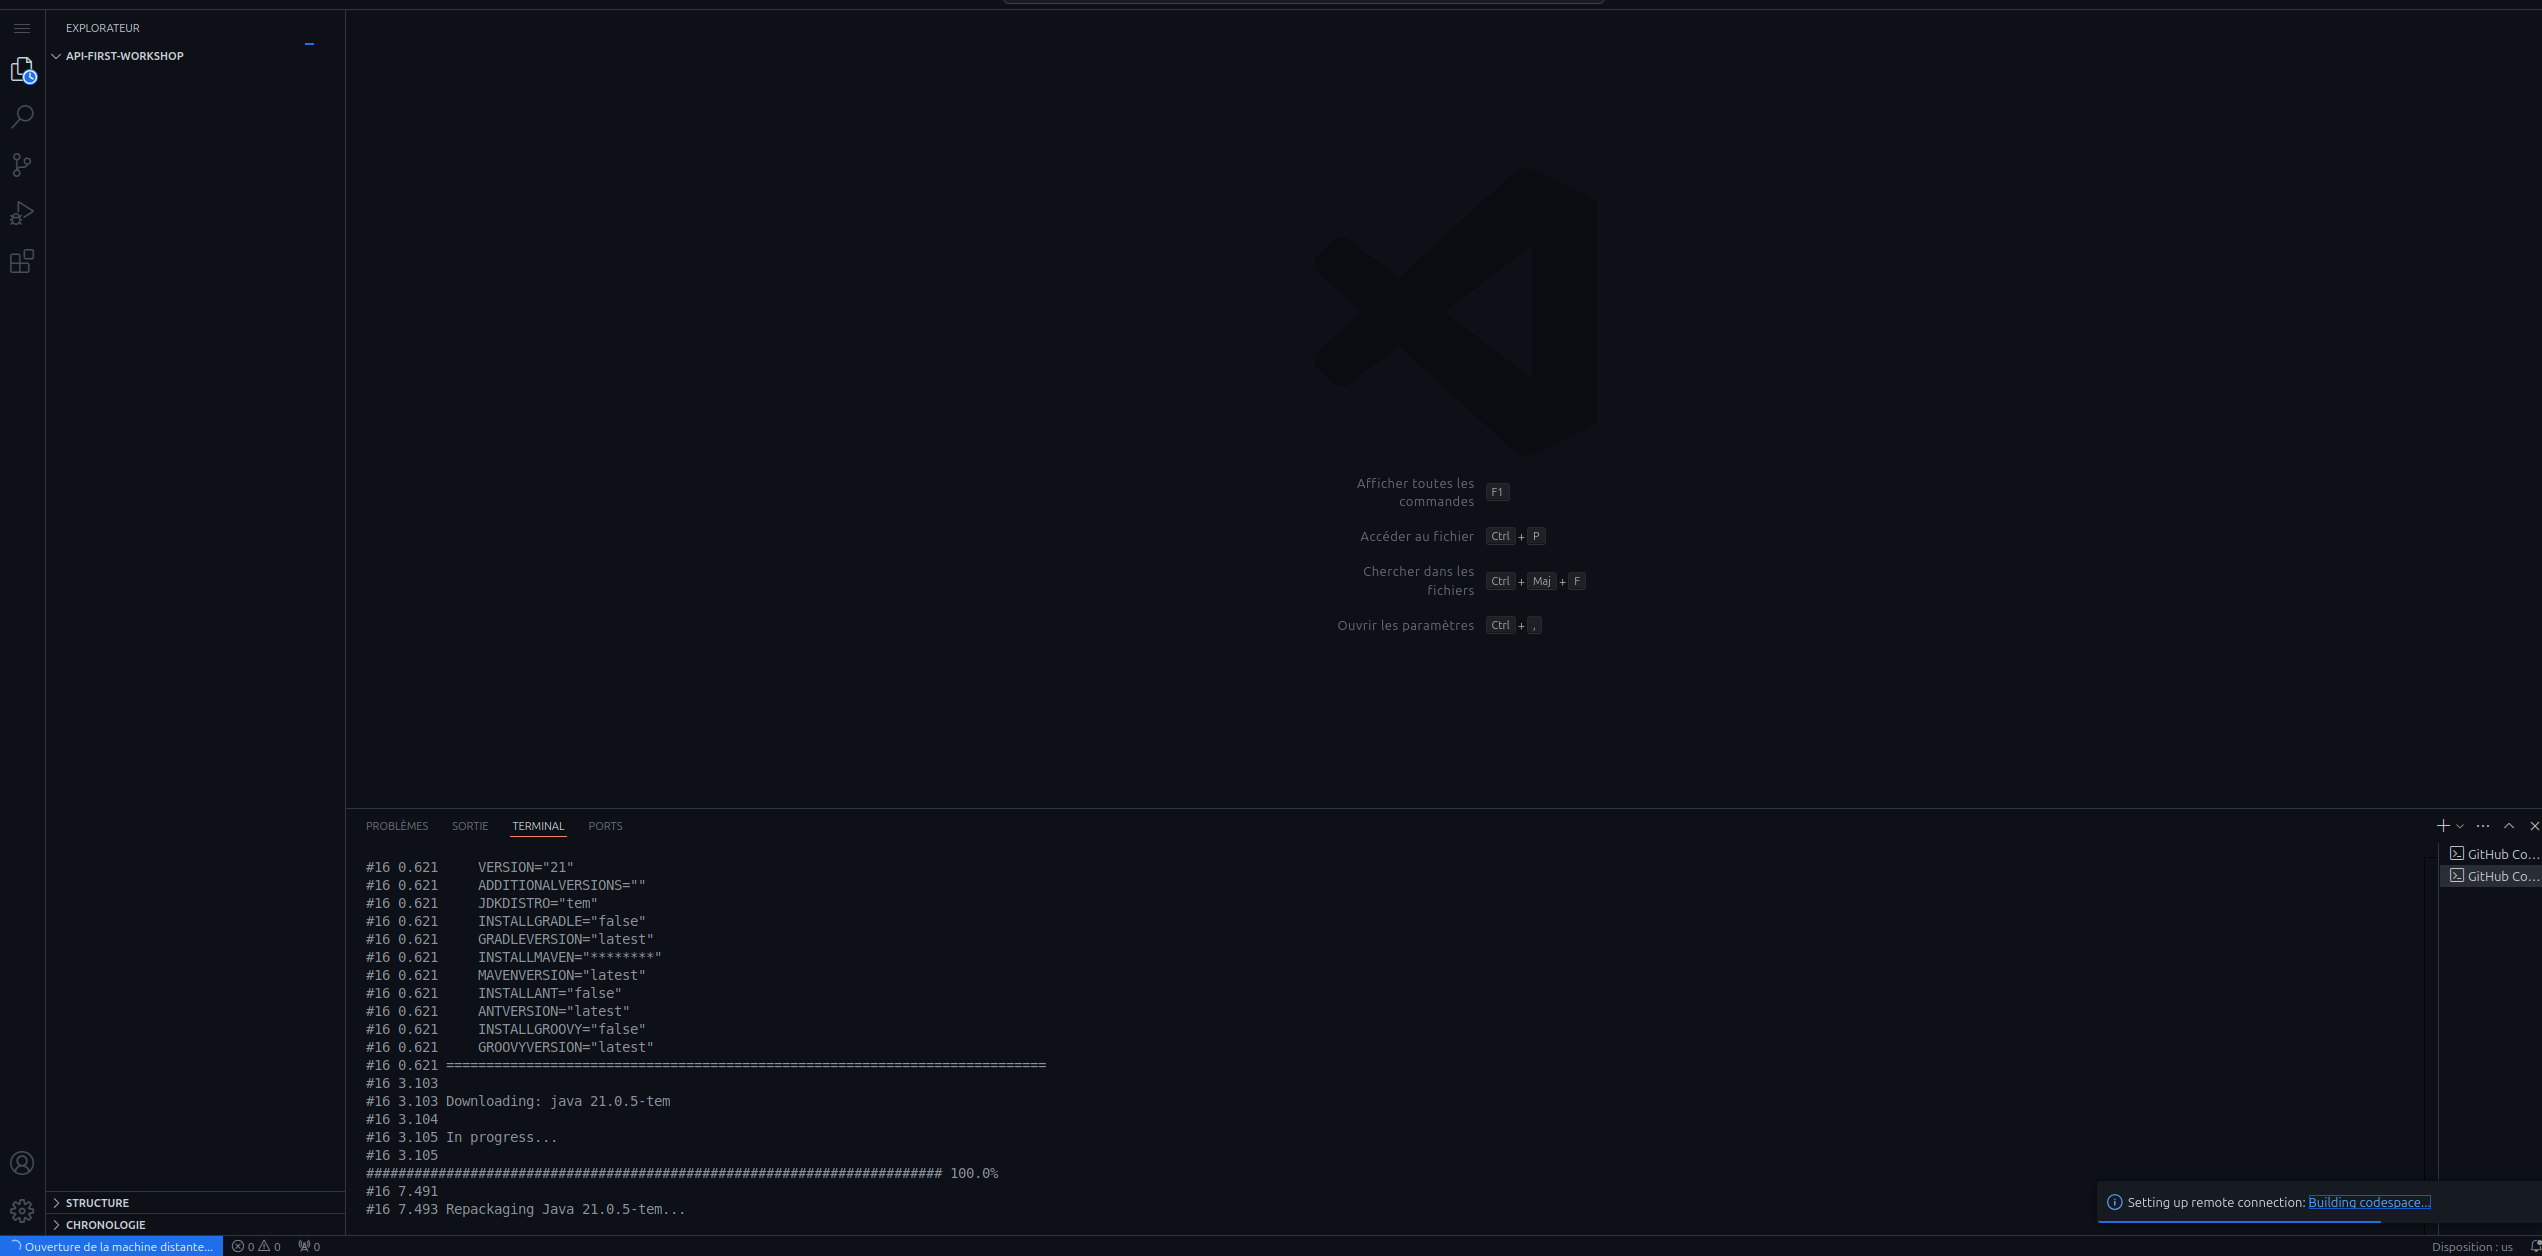 EXPLORATEUR
API-FIRST-WORKSHOP
Afficher toutes les
commandes
F1
Accéder au fichier Ctrl + P
Chercher dans les
fichiers
Ctrl + Maj + F
Ouvrir les paramètres Ctrl + ,
PROBLÈMES SORTIE TERMINAL PORTS
#16 0.621     VERSION="21"
#16 0.621     ADDITIONALVERSIONS=""
#16 0.621     JDKDISTRO="tem"
#16 0.621     INSTALLGRADLE="false"
#16 0.621     GRADLEVERSION="latest"
#16 0.621     INSTALLMAVEN="********"
#16 0.621     MAVENVERSION="latest"
#16 0.621     INSTALLANT="false"
#16 0.621     ANTVERSION="latest"
#16 0.621     INSTALLGROOVY="false"
#16 0.621     GROOVYVERSION="latest"
#16 0.621 ===========================================================================
#16 3.103
#16 3.103 Downloading: java 21.0.5-tem
#16 3.104
#16 3.105 In progress...
#16 3.105
######################################################################## 100.0%
#16 7.491
#16 7.493 Repackaging Java 21.0.5-tem...
GitHub Co...
GitHub Co...
Setting up remote connection: Building codespace...
STRUCTURE
CHRONOLOGIE
Ouverture de la machine distante... 0 0 0
Disposition : us